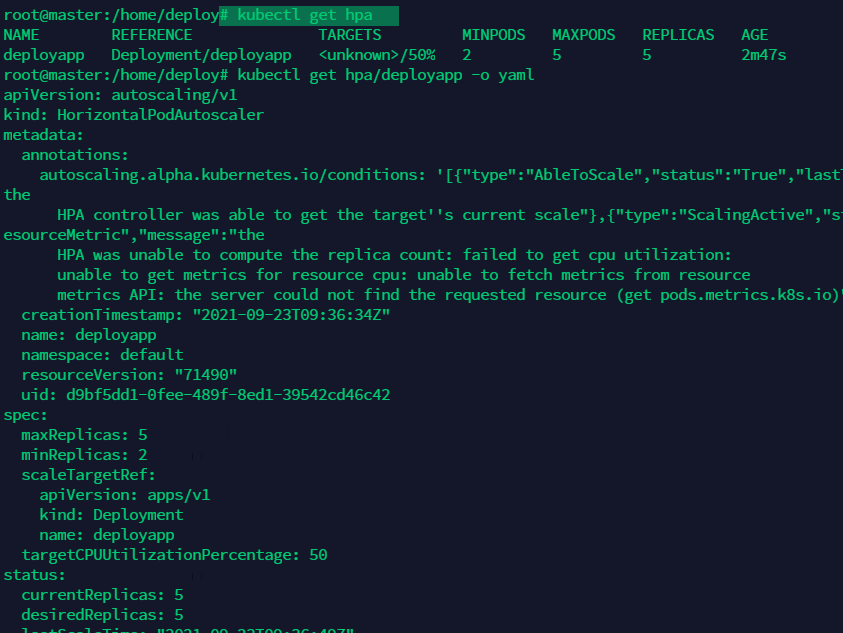 root@master:/home/deploy# kubectl get hpa
NAME        REFERENCE              TARGETS         MINPODS   MAXPODS   REPLICAS   AGE
deployapp   Deployment/deployapp   <unknown>/50%   2         5         5          2m47s
root@master:/home/deploy# kubectl get hpa/deployapp -o yaml
apiVersion: autoscaling/v1
kind: HorizontalPodAutoscaler
metadata:
  annotations:
    autoscaling.alpha.kubernetes.io/conditions: '[{"type":"AbleToScale","status":"True","last
the
      HPA controller was able to get the target''s current scale"},{"type":"ScalingActive","s
esourceMetric","message":"the
      HPA was unable to compute the replica count: failed to get cpu utilization:
      unable to get metrics for resource cpu: unable to fetch metrics from resource
      metrics API: the server could not find the requested resource (get pods.metrics.k8s.io)"
  creationTimestamp: "2021-09-23T09:36:34Z"
  name: deployapp
  namespace: default
  resourceVersion: "71490"
  uid: d9bf5dd1-0fee-489f-8ed1-39542cd46c42
spec:
  maxReplicas: 5
  minReplicas: 2
  scaleTargetRef:
    apiVersion: apps/v1
    kind: Deployment
    name: deployapp
  targetCPUUtilizationPercentage: 50
status:
  currentReplicas: 5
  desiredReplicas: 5